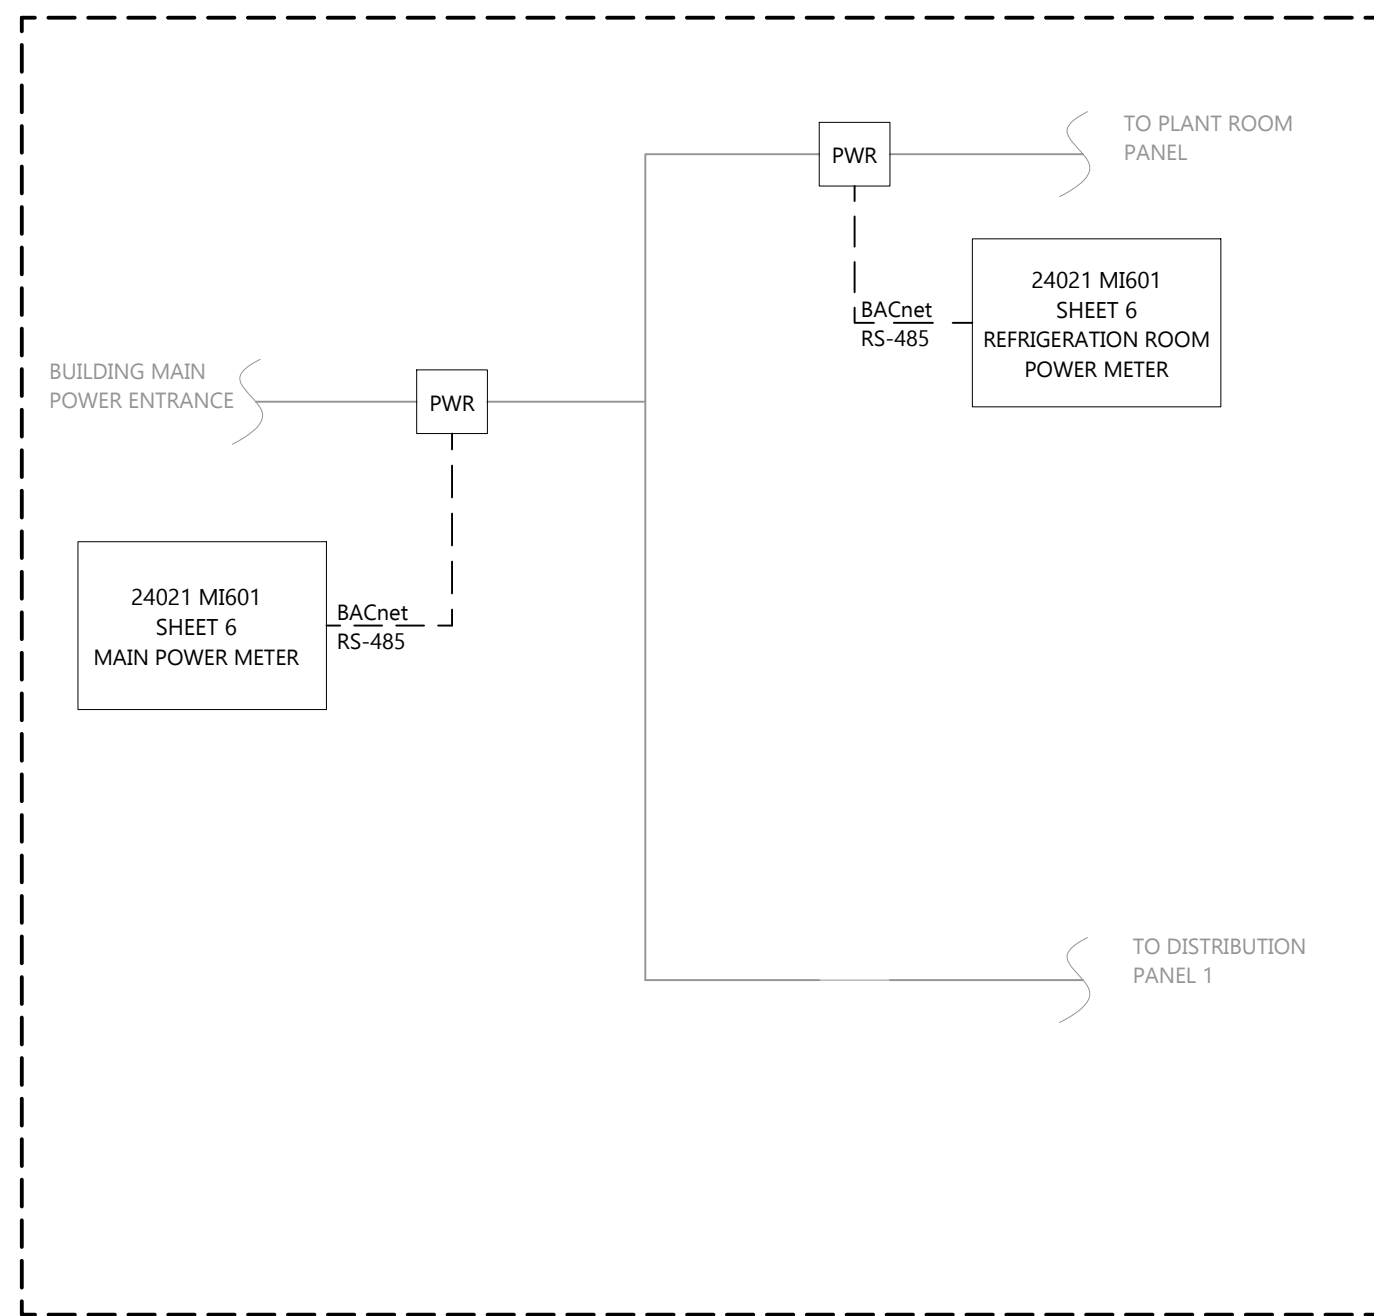 TO PLANT ROOM
PANEL
PWR
24021 MI601
SHEET 6
REFRIGERATION ROOM
POWER METER
BACnet
RS-485
BUILDING MAIN
POWER ENTRANCE
PWR
24021 MI601
SHEET 6
MAIN POWER METER
BACnet
RS-485
TO DISTRIBUTION
PANEL 1